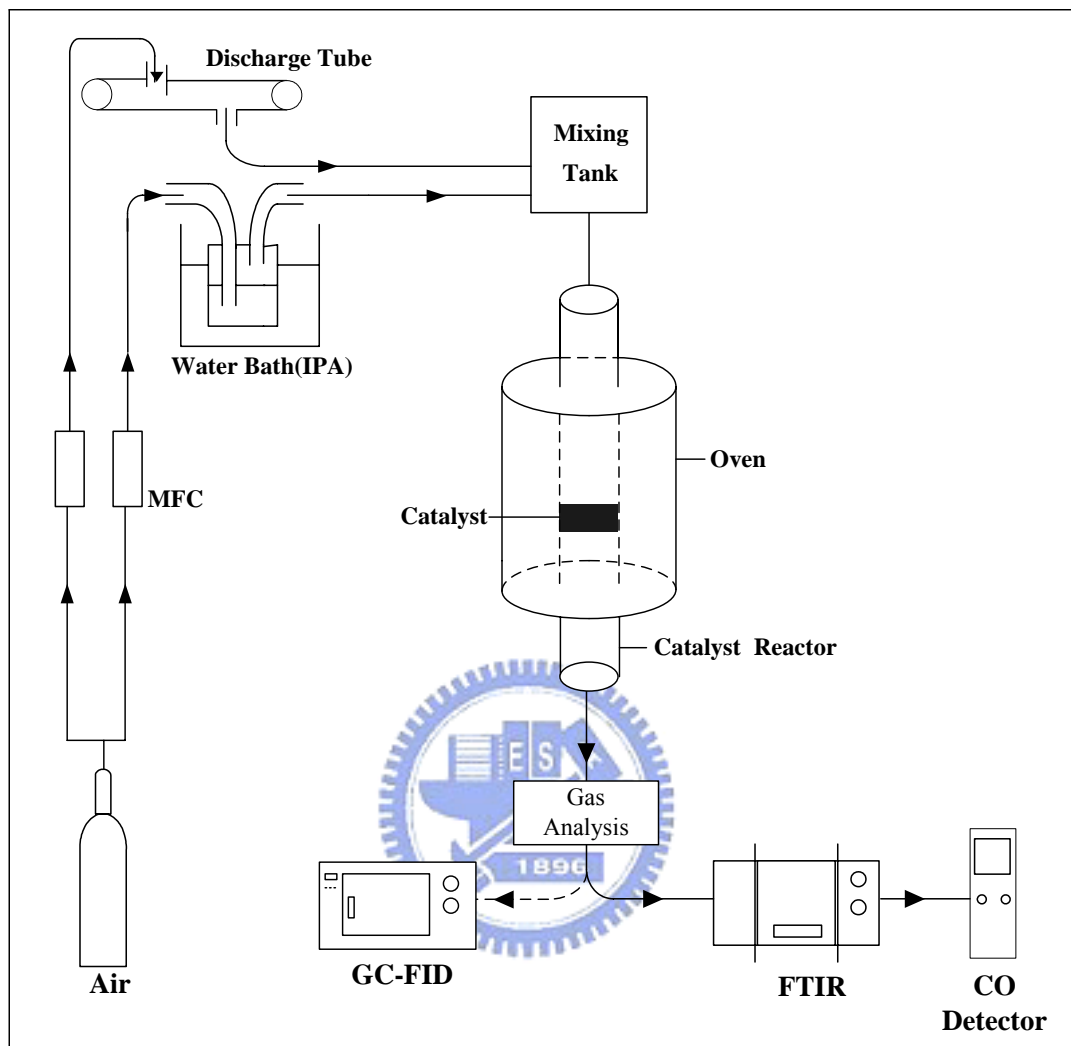 Discharge Tube
Mixing
Tank
Water Bath(IPA)
MFC
Oven
Catalyst
Catalyst Reactor
ES
Gas
Analysis
1896
Air
GC-FID
FTIR
CO
Detector